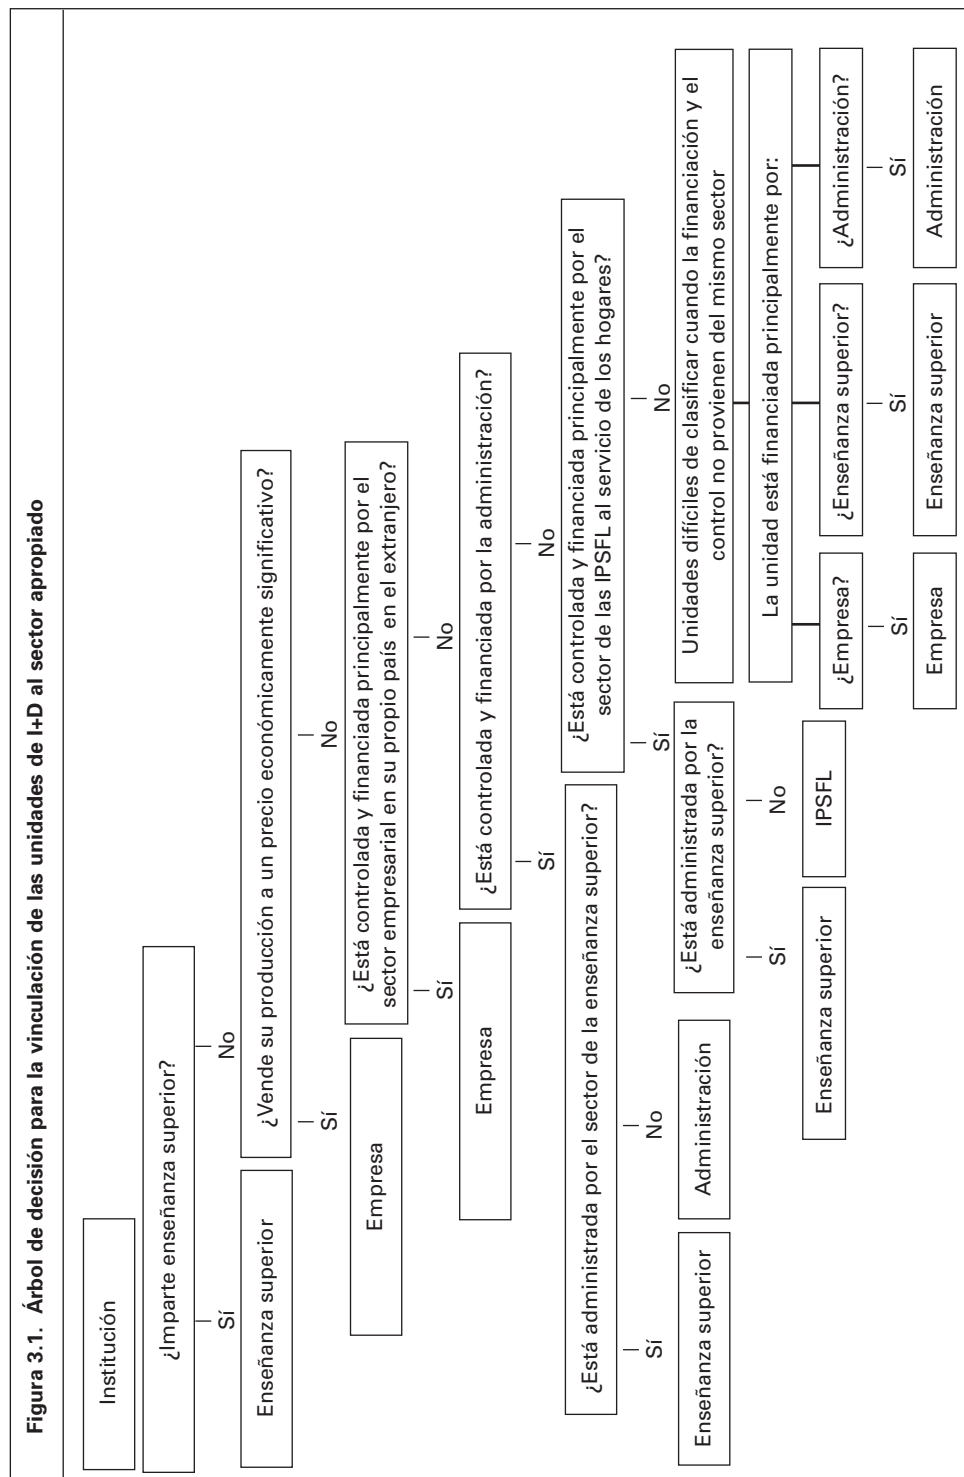 Figura 3.1. Árbol de decisión para la vinculación de las unidades de I+D al sector apropiado
Institución
¿Imparte enseñanza superior?
Sí
No
Enseñanza superior
¿Vende su producción a un precio económicamente significativo?
Sí
No
Empresa
¿Está controlada y financiada principalmente por el
sector empresarial en su propio país en el extranjero?
Sí
No
Empresa
¿Está controlada y financiada por la administración?
Sí
No
¿Está administrada por el sector de la enseñanza superior?
¿Está controlada y financiada principalmente por el
sector de las IPSFL al servicio de los hogares?
Sí
No
Sí
No
Enseñanza superior
Administración
¿Está administrada por la
enseñanza superior?
Unidades difíciles de clasificar cuando la financiación y el
control no provienen del mismo sector
La unidad está financiada principalmente por:
Sí
No
Enseñanza superior
IPSFL
¿Empresa?
¿Enseñanza superior?
¿Administración?
Sí
Sí
Sí
Empresa
Enseñanza superior
Administración